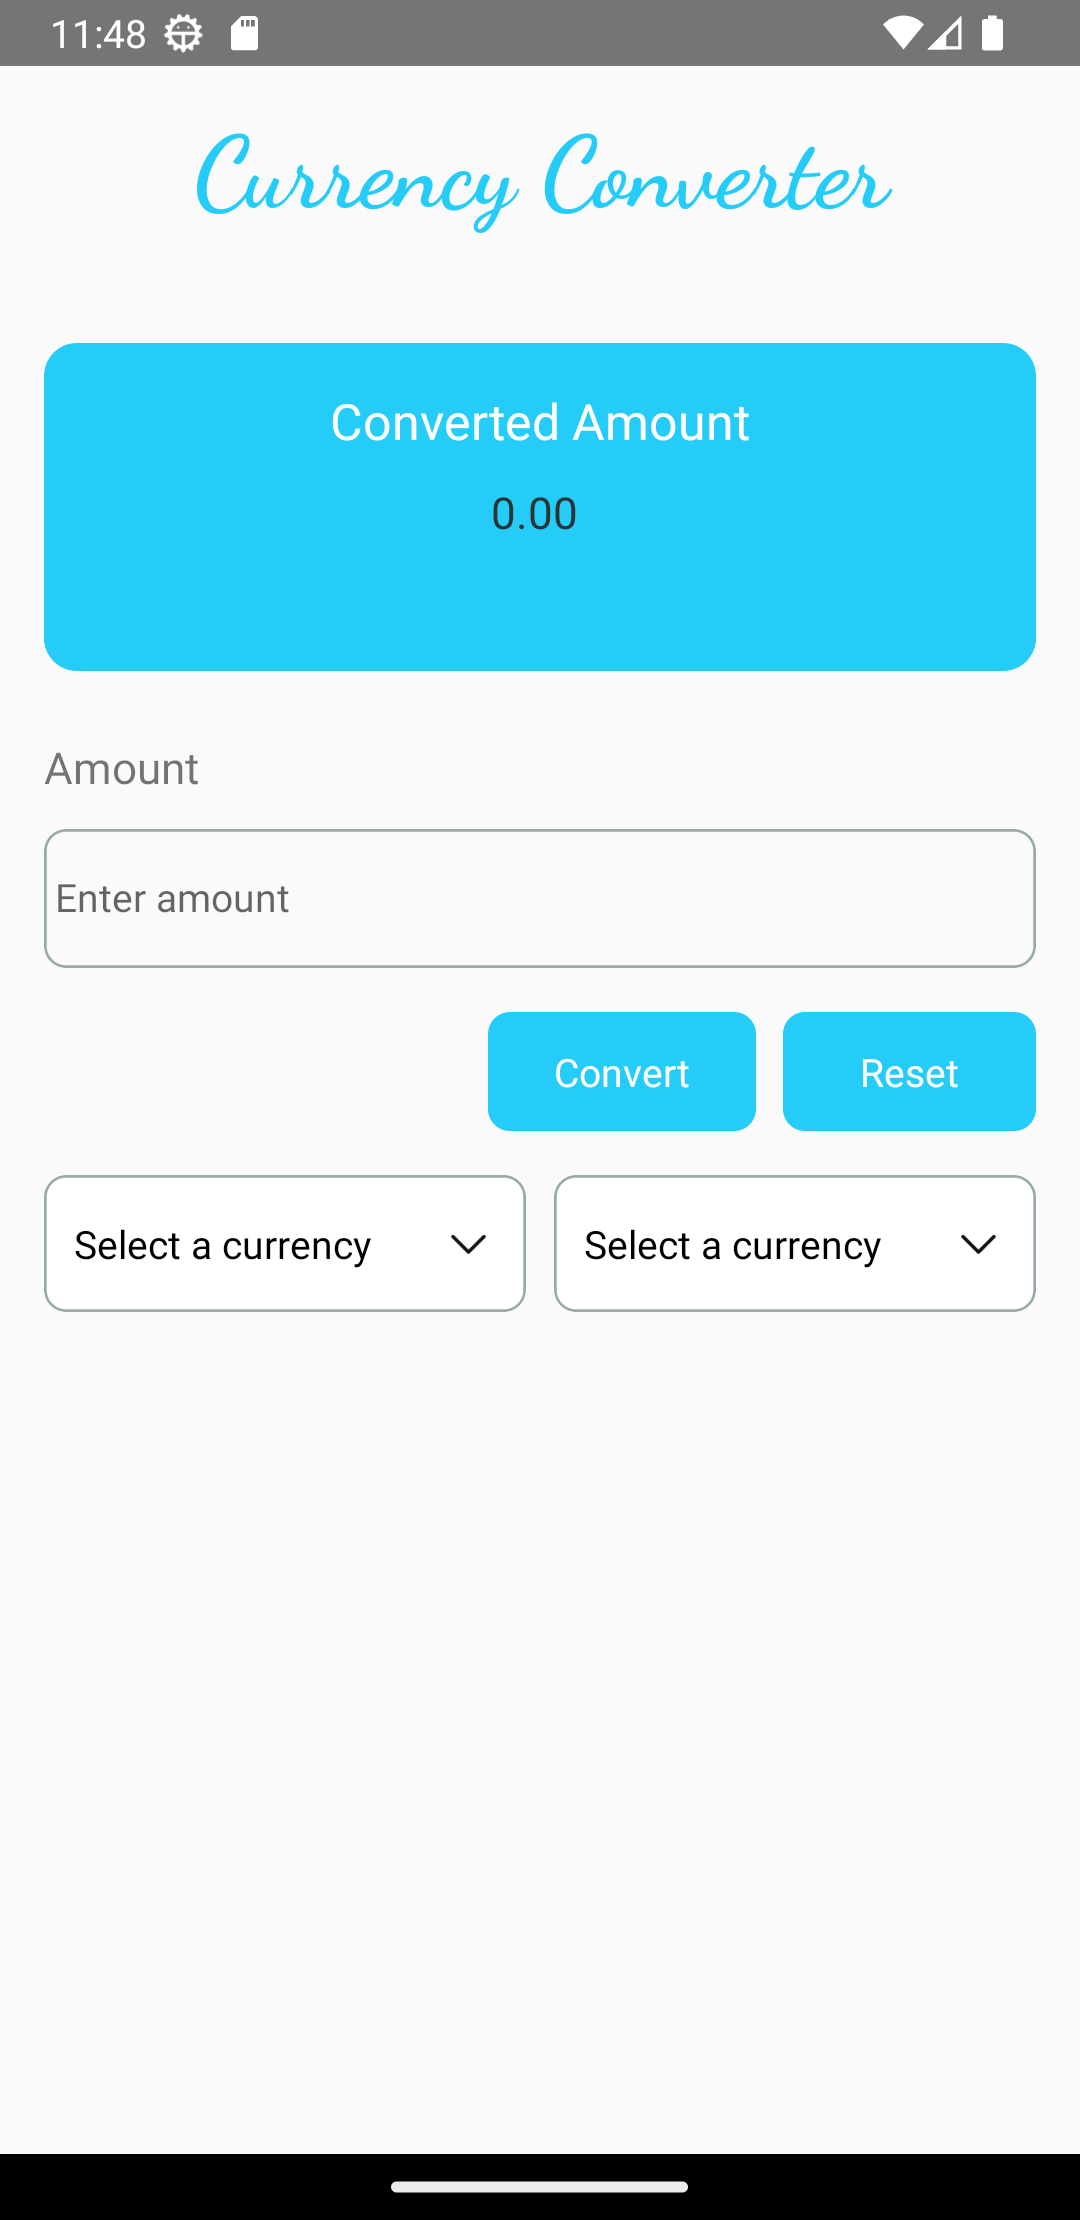 11:48
Currency Converter
Converted Amount
0.00
Amount
Enter amount
Convert Reset
Select a currency Select a currency